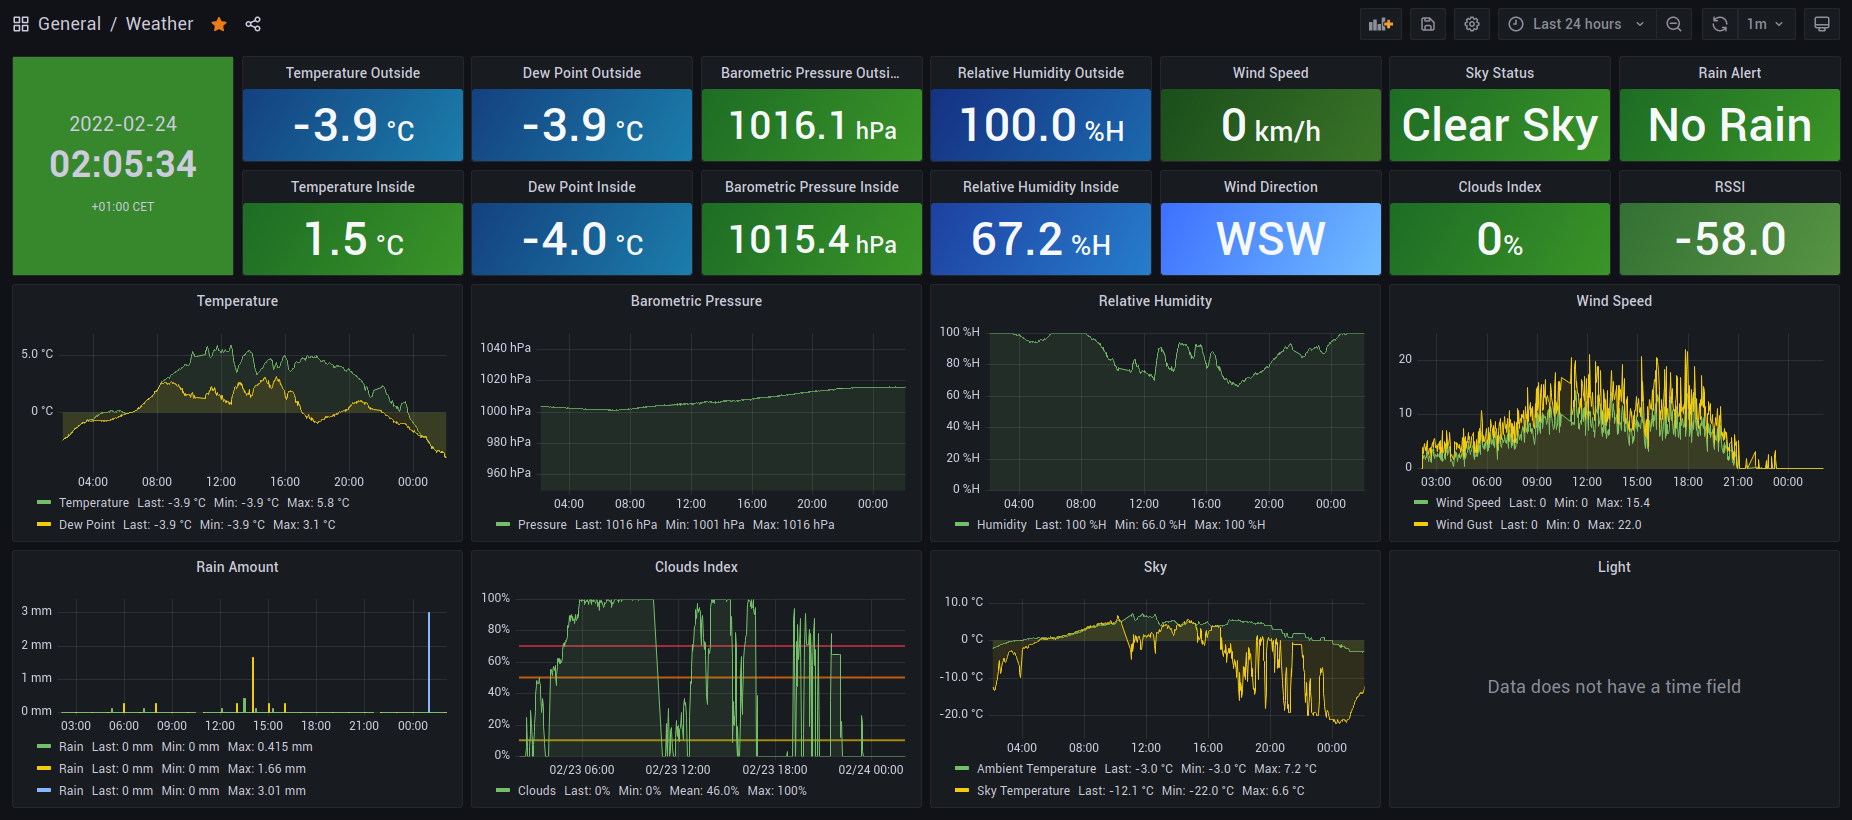 General / Weather
Last 24 hours
1m
2022-02-24
02:05:34
+01:00 CET
Temperature Outside
-3.9 °C
Dew Point Outside
-3.9 °C
Barometric Pressure Outsi...
1016.1 hPa
Relative Humidity Outside
100.0 %H
Wind Speed
0 km/h
Sky Status
Clear Sky
Rain Alert
No Rain
Temperature Inside
1.5 °C
Dew Point Inside
-4.0 °C
Barometric Pressure Inside
1015.4 hPa
Relative Humidity Inside
67.2 %H
Wind Direction
WSW
Clouds Index
0%
RSSI
-58.0
Temperature
5.0 °C
0 °C
04:00 08:00 12:00 16:00 20:00 00:00
Temperature Last: -3.9 °C Min: -3.9 °C Max: 5.8 °C
Dew Point Last: -3.9 °C Min: -3.9 °C Max: 3.1 °C
Barometric Pressure
1040 hPa
1020 hPa
1000 hPa
980 hPa
960 hPa
04:00 08:00 12:00 16:00 20:00 00:00
Pressure Last: 1016 hPa Min: 1001 hPa Max: 1016 hPa
Relative Humidity
100 %H
80 %H
60 %H
40 %H
20 %H
0 %H
04:00 08:00 12:00 16:00 20:00 00:00
Humidity Last: 100 %H Min: 66.0 %H Max: 100 %H
Wind Speed
20
10
0
03:00 06:00 09:00 12:00 15:00 18:00 21:00 00:00
Wind Speed Last: 0 Min: 0 Max: 15.4
Wind Gust Last: 0 Min: 0 Max: 22.0
Rain Amount
3 mm
2 mm
1 mm
0 mm
03:00 06:00 09:00 12:00 15:00 18:00 21:00 00:00
Rain Last: 0 mm Min: 0 mm Max: 0.415 mm
Rain Last: 0 mm Min: 0 mm Max: 1.66 mm
Rain Last: 0 mm Min: 0 mm Max: 3.01 mm
Clouds Index
100%
80%
60%
40%
20%
0%
02/23 06:00 02/23 12:00 02/23 18:00 02/24 00:00
Clouds Last: 0% Min: 0% Mean: 46.0% Max: 100%
Sky
10.0 °C
0 °C
-10.0 °C
-20.0 °C
04:00 08:00 12:00 16:00 20:00 00:00
Ambient Temperature Last: -3.0 °C Min: -3.0 °C Max: 7.2 °C
Sky Temperature Last: -12.1 °C Min: -22.0 °C Max: 6.6 °C
Light
Data does not have a time field